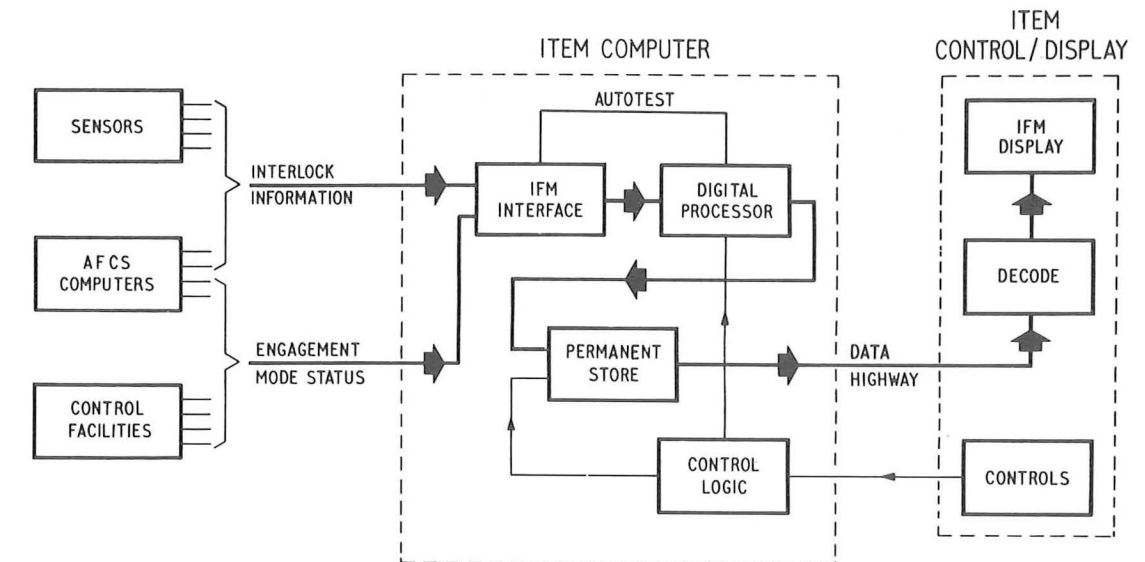 ITEM
CONTROL / DISPLAY
ITEM COMPUTER
AUTOTEST
SENSORS
INTERLOCK
INFORMATION
IFM
INTERFACE
DIGITAL
PROCESSOR
IFM
DISPLAY
AFCS
COMPUTERS
DECODE
ENGAGEMENT
MODE STATUS
PERMANENT
STORE
DATA
HIGHWAY
CONTROL
FACILITIES
CONTROL
LOGIC
CONTROLS